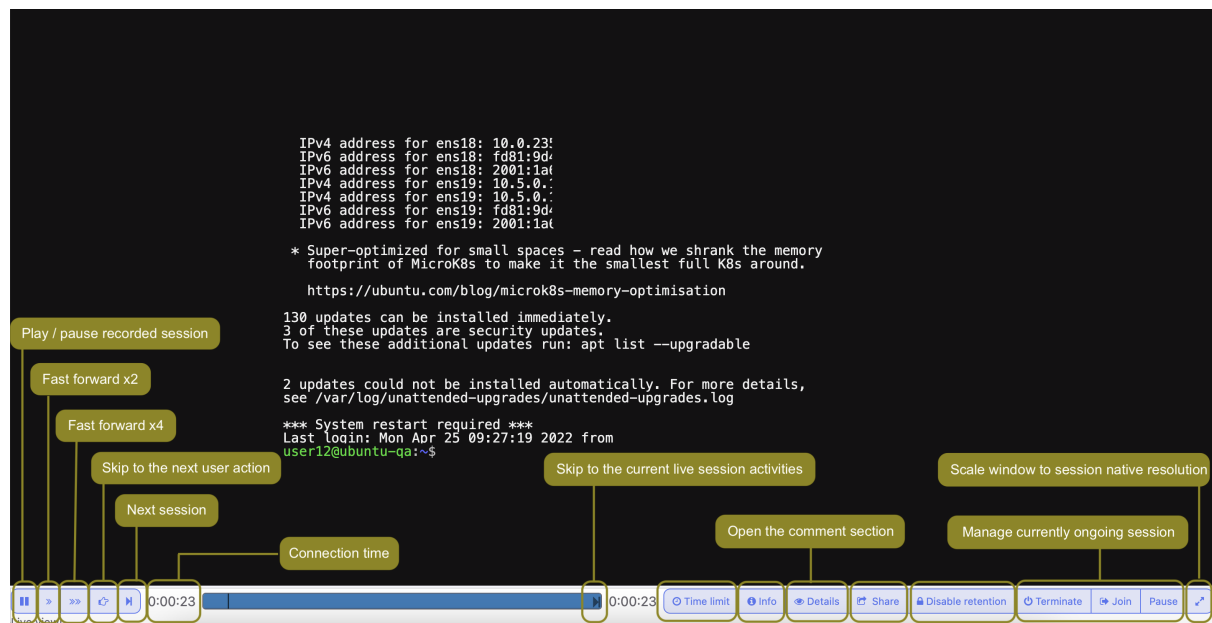 IPv4 address for ens18: 10.0.235
IPv6 address for ens18: fd81:9d4
IPv6 address for ens18: 2001:1a6
IPv4 address for ens19: 10.5.0.
IPv4 address for ens19: 10.5.0.
IPv6 address for ens19: fd81:9d4
IPv6 address for ens19: 2001:1a6
* Super-optimized for small spaces – read how we shrank the memory
footprint of MicroK8s to make it the smallest full K8s around.
https://ubuntu.com/blog/microk8s-memory-optimisation
130 updates can be installed immediately.
3 of these updates are security updates.
To see these additional updates run: apt list --upgradable
2 updates could not be installed automatically. For more details,
see /var/log/unattended-upgrades/unattended-upgrades.log
*** System restart required ***
Last login: Mon Apr 25 09:27:19 2022 from
user12@ubuntu-qa:~$
Play / pause recorded session
Fast forward x2
Fast forward x4
Skip to the next user action
Next session
Connection time
Skip to the current live session activities
Open the comment section
Scale window to session native resolution
Manage currently ongoing session
0:00:23
0:00:23
Time limit
Info
Details
Share
Disable retention
Terminate
Join
Pause